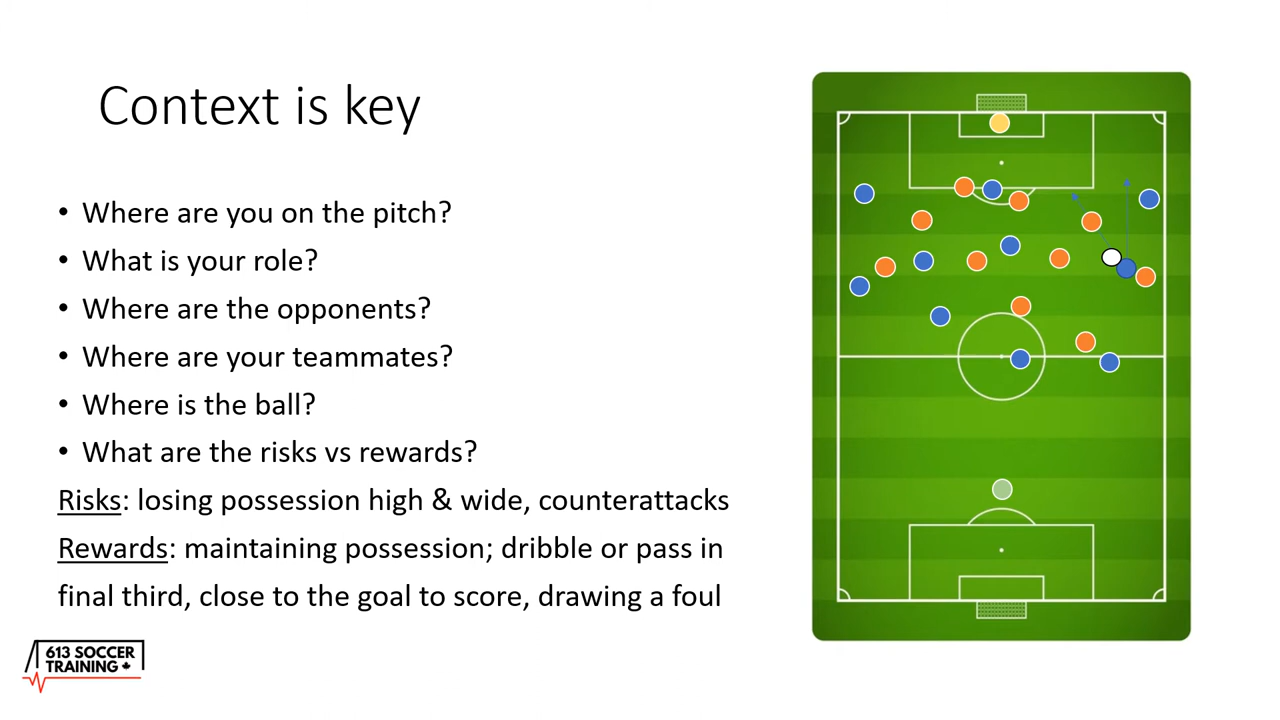 Context is key
• Where are you on the pitch?
• What is your role?
• Where are the opponents?
• Where are your teammates?
• Where is the ball?
• What are the risks vs rewards?
Risks: losing possession high & wide, counterattacks
Rewards: maintaining possession; dribble or pass in
final third, close to the goal to score, drawing a foul
613 SOCCER
TRAINING